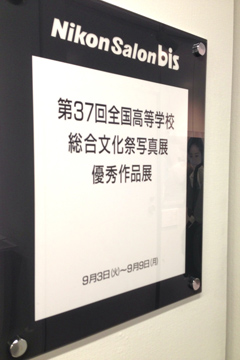 Nikon Salon bis
第37回全国高等学校
総合文化祭写真展
優秀作品展
9月3日(火)〜9月9日(月)